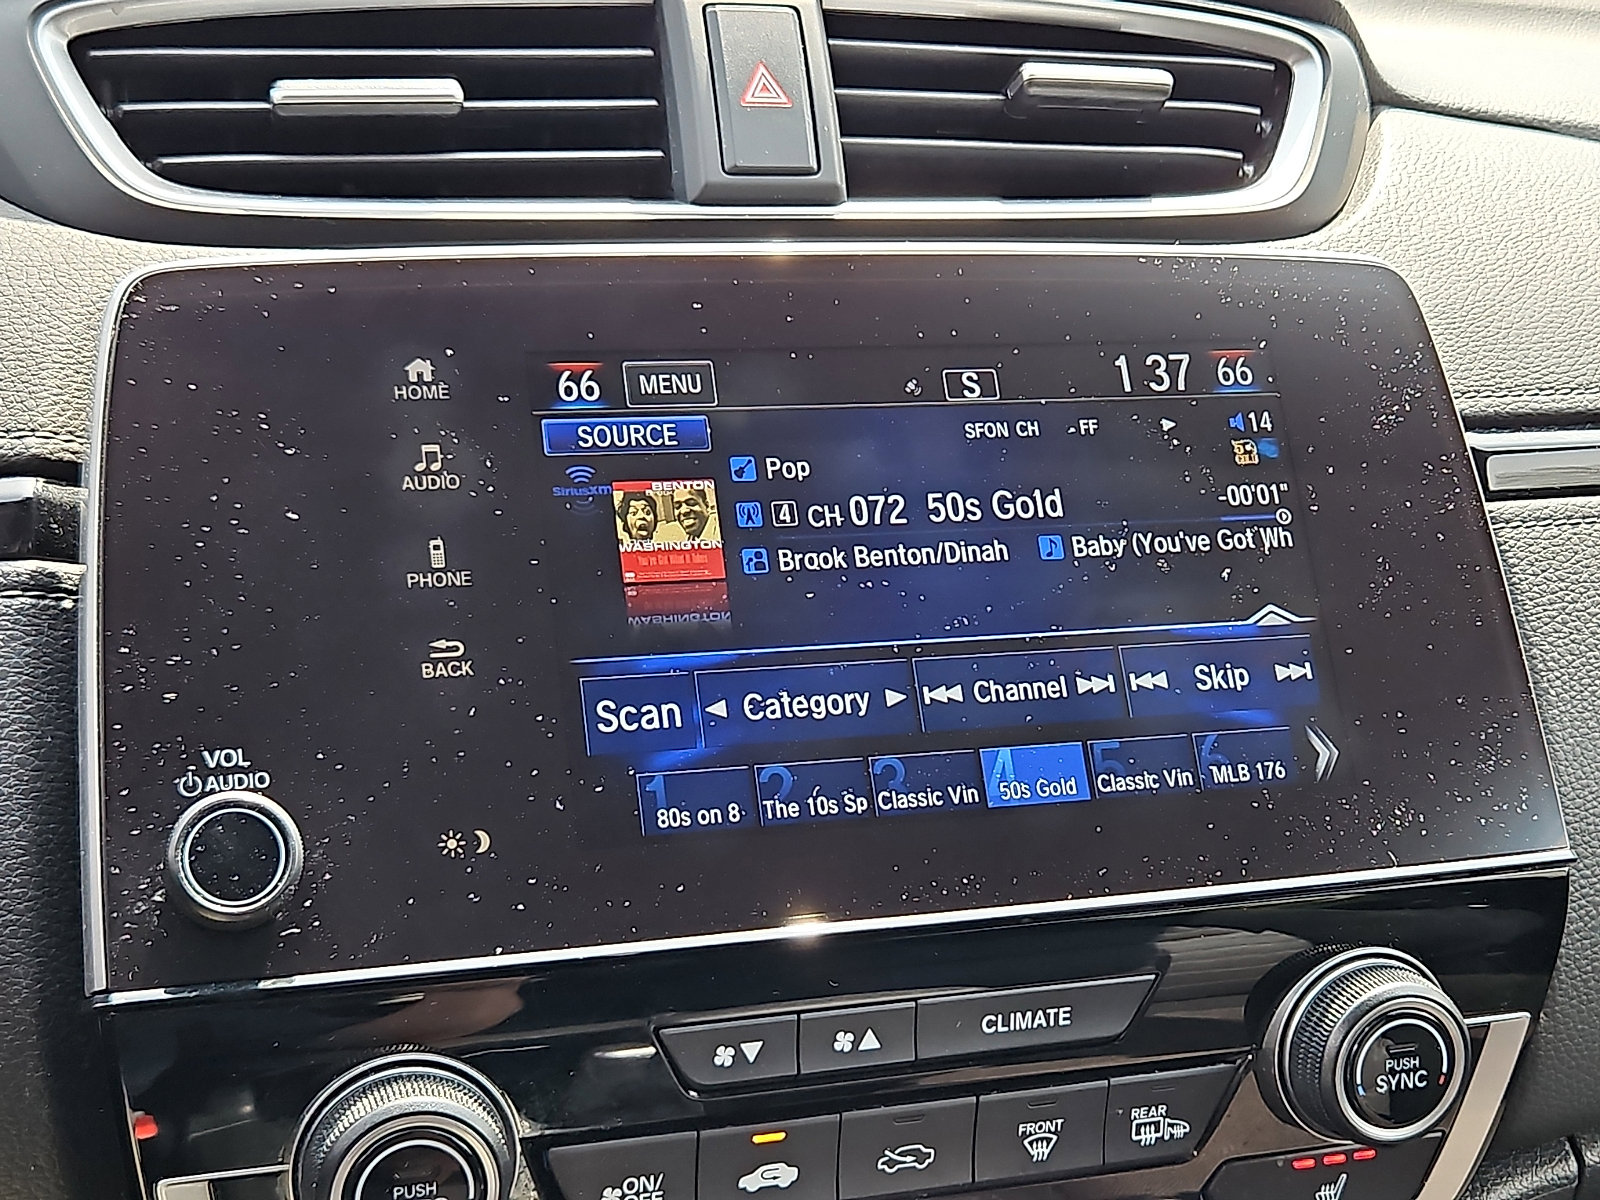 HOME
AUDIO
PHONE
BACK
VOL
AUDIO
66
MENU
S
1 37
66
SOURCE
SFON CH
-FF
14
SiriusXm
Pop
-00'01"
4 CH 072 50s Gold
Brook Benton/Dinah
Baby (You've Got Wh
BENTON
WASHINGTON
Scan
Category
Channel
Skip
1 80s on 8
2 The 10s Sp
3 Classic Vin
4 50s Gold
5 Classic Vin
6 MLB 176
CLIMATE
PUSH
SYNC
PUSH
ON/
OFF
FRONT
REAR